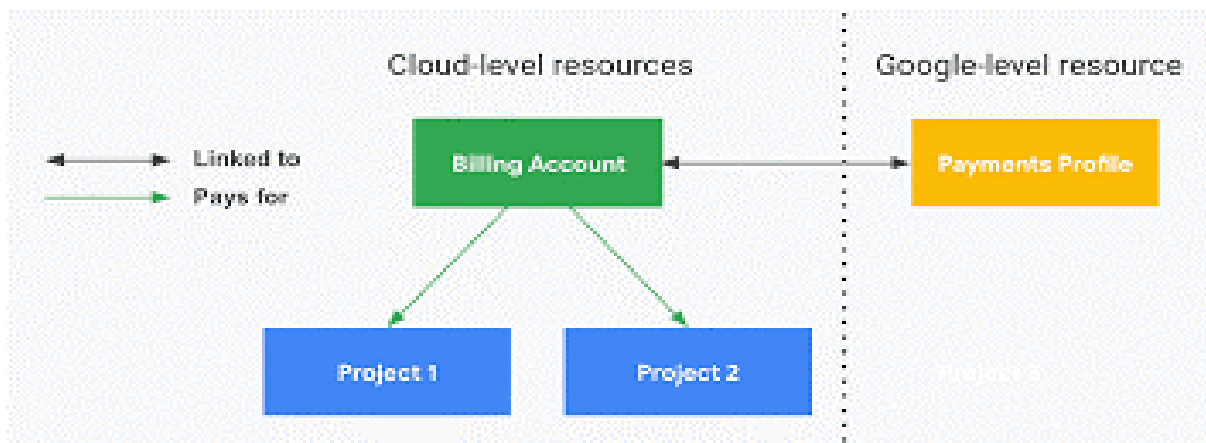 Cloud-level resources
Google-level resource
Linked to
Pays for
Billing Account
Payments Profile
Project 1
Project 2